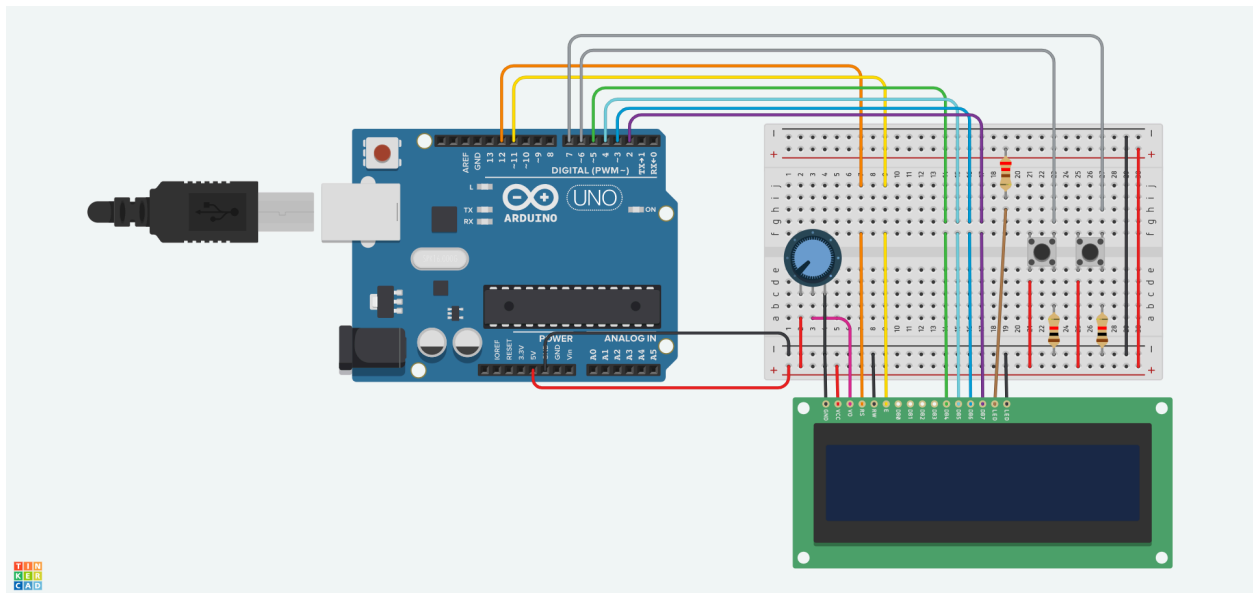 AREF
GND
13
12
~11
~10
~9
8
7
~6
~5
4
~3
2
TX→1
RX←0
DIGITAL (PWM~)
L
TX
RX
ARDUINO
UNO
ON
IOREF
RESET
3.3V
5V
GND
Vin
POWER
ANALOG IN
A0
A1
A2
A3
A4
A5
GND
VCC
VO
RS
RW
E
DB0
DB1
DB2
DB3
DB4
DB5
DB6
DB7
LED
LED
TIN
KER
CAD